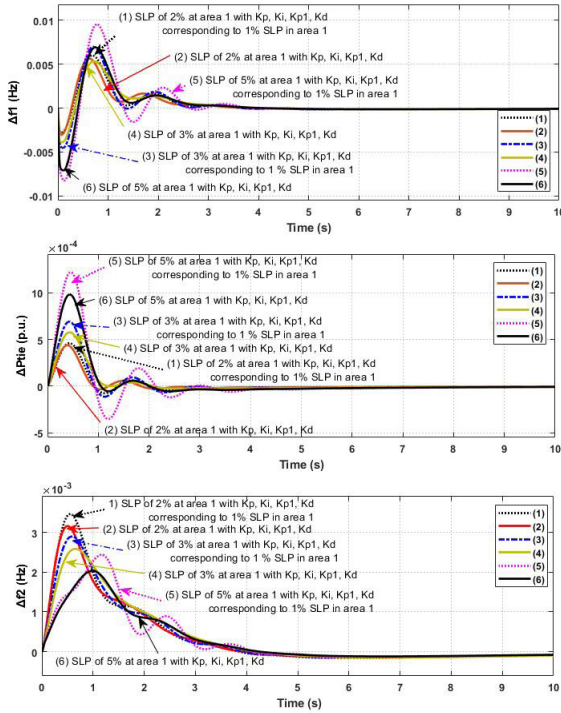 0.01
0.005
0
-0.005
-0.01
Δf1 (Hz)
(1) SLP of 2% at area 1 with Kp, Ki, Kp1, Kd
corresponding to 1% SLP in area 1
(2) SLP of 2% at area 1 with Kp, Ki, Kp1, Kd
(5) SLP of 5% at area 1 with Kp, Ki, Kp1, Kd
corresponding to 1% SLP in area 1
(4) SLP of 3% at area 1 with Kp, Ki, Kp1, Kd
(3) SLP of 3% at area 1 with Kp, Ki, Kp1, Kd
corresponding to 1 % SLP in area 1
(6) SLP of 5% at area 1 with Kp, Ki, Kp1, Kd
(1)
(2)
(3)
(4)
(5)
(6)
0 1 2 3 4 5 6 7 8 9 10
Time (s)
×10-4
10
5
0
-5
ΔPtie (p.u.)
(5) SLP of 5% at area 1 with Kp, Ki, Kp1, Kd
corresponding to 1% SLP in area 1
(6) SLP of 5% at area 1 with Kp, Ki, Kp1, Kd
(3) SLP of 3% at area 1 with Kp, Ki, Kp1, Kd
corresponding to 1 % SLP in area 1
(4) SLP of 3% at area 1 with Kp, Ki, Kp1, Kd
(1) SLP of 2% at area 1 with Kp, Ki, Kp1, Kd
corresponding to 1% SLP in area 1
(2) SLP of 2% at area 1 with Kp, Ki, Kp1, Kd
(1)
(2)
(3)
(4)
(5)
(6)
0 1 2 3 4 5 6 7 8 9 10
Time (s)
×10-3
3
2
1
0
Δf2 (Hz)
1) SLP of 2% at area 1 with Kp, Ki, Kp1, Kd
corresponding to 1% SLP in area 1
(2) SLP of 2% at area 1 with Kp, Ki, Kp1, Kd
(3) SLP of 3% at area 1 with Kp, Ki, Kp1, Kd
corresponding to 1 % SLP in area 1
(4) SLP of 3% at area 1 with Kp, Ki, Kp1, Kd
(5) SLP of 5% at area 1 with Kp, Ki, Kp1, Kd
corresponding to 1% SLP in area 1
(6) SLP of 5% at area 1 with Kp, Ki, Kp1, Kd
(1)
(2)
(3)
(4)
(5)
(6)
0 1 2 3 4 5 6 7 8 9 10
Time (s)